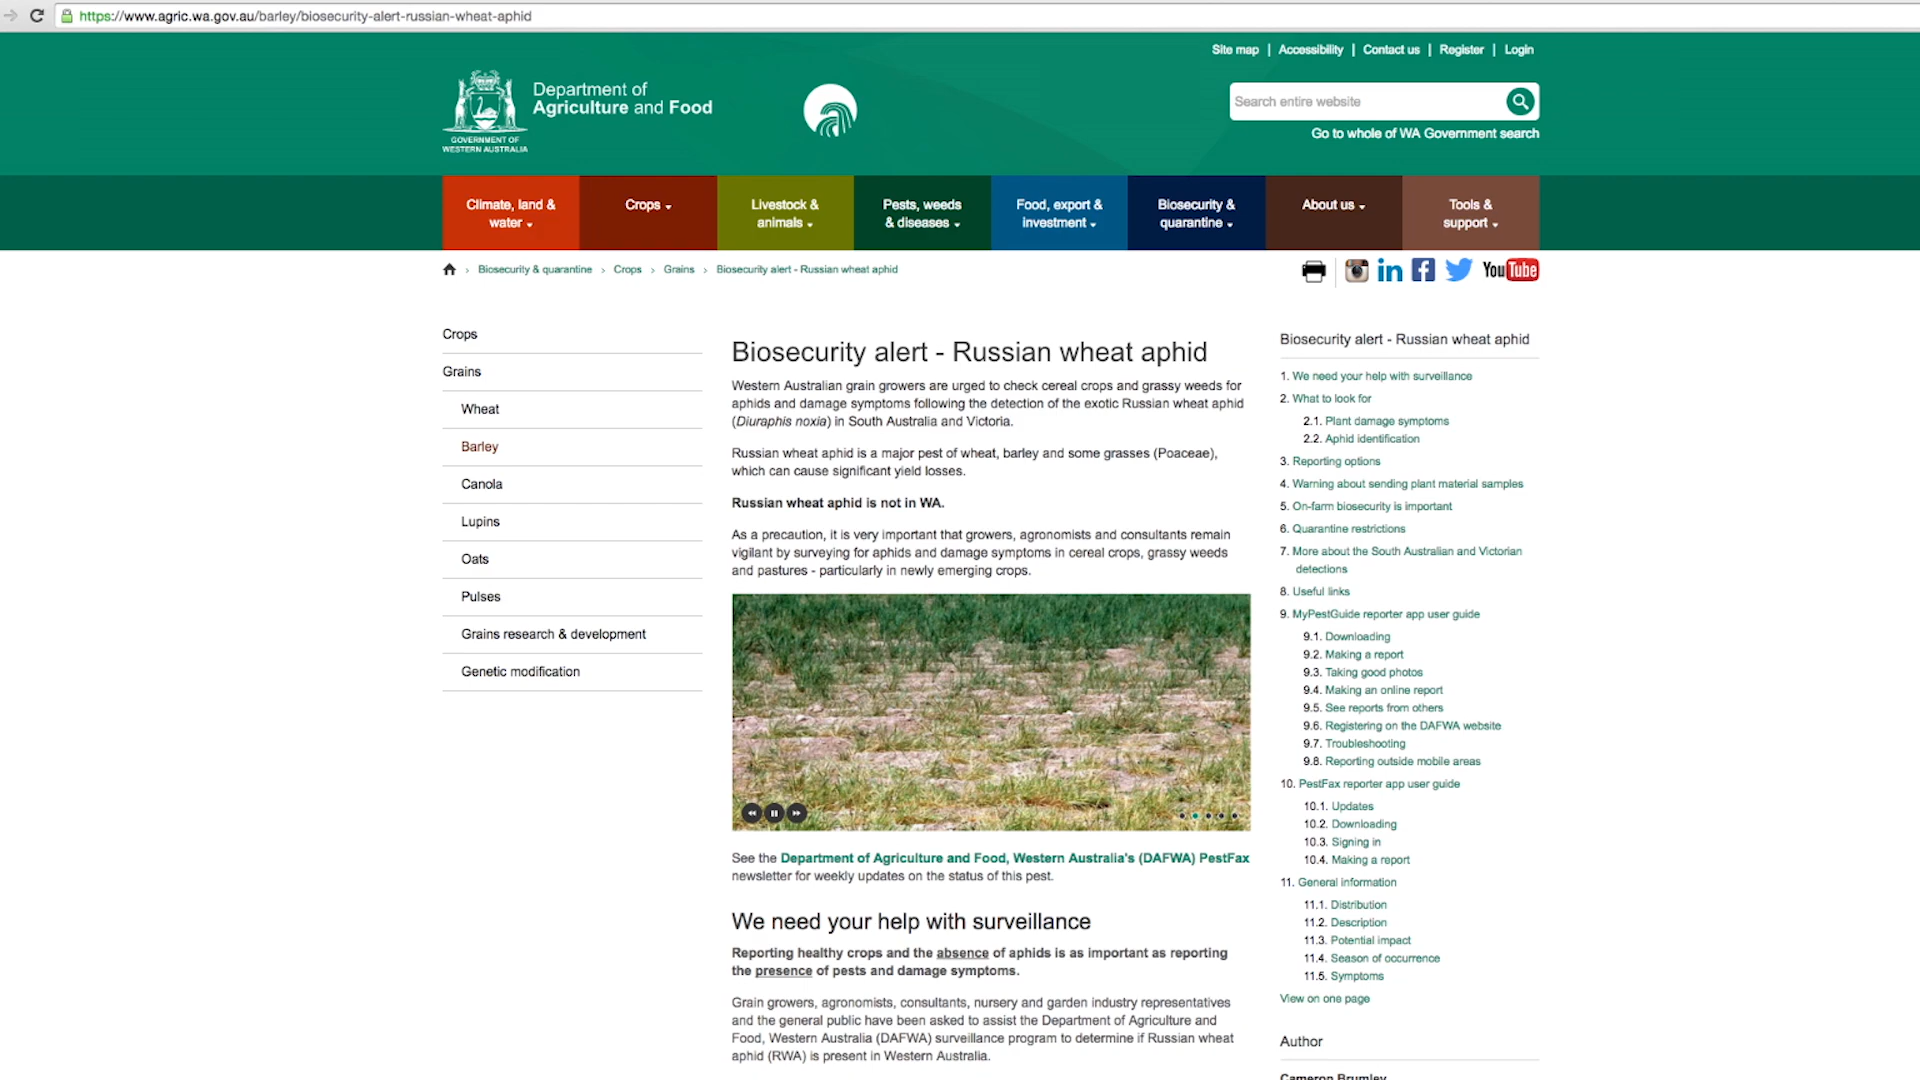 https://www.agric.wa.gov.au/barley/biosecurity-alert-russian-wheat-aphid
Site map | Accessibility | Contact us | Register | Login
Department of
Agriculture and Food
GOVERNMENT OF
WESTERN AUSTRALIA
Search entire website
Go to whole of WA Government search
Climate, land &
water
Crops
Livestock &
animals
Pests, weeds
& diseases
Food, export &
investment
Biosecurity &
quarantine
About us
Tools &
support
› Biosecurity & quarantine › Crops › Grains › Biosecurity alert - Russian wheat aphid
in
f
YouTube
Crops
Grains
Wheat
Barley
Canola
Lupins
Oats
Pulses
Grains research & development
Genetic modification
Biosecurity alert - Russian wheat aphid
Western Australian grain growers are urged to check cereal crops and grassy weeds for
aphids and damage symptoms following the detection of the exotic Russian wheat aphid
(Diuraphis noxia) in South Australia and Victoria.
Russian wheat aphid is a major pest of wheat, barley and some grasses (Poaceae),
which can cause significant yield losses.
Russian wheat aphid is not in WA.
As a precaution, it is very important that growers, agronomists and consultants remain
vigilant by surveying for aphids and damage symptoms in cereal crops, grassy weeds
and pastures - particularly in newly emerging crops.
See the Department of Agriculture and Food, Western Australia's (DAFWA) PestFax
newsletter for weekly updates on the status of this pest.
We need your help with surveillance
Reporting healthy crops and the absence of aphids is as important as reporting
the presence of pests and damage symptoms.
Grain growers, agronomists, consultants, nursery and garden industry representatives
and the general public have been asked to assist the Department of Agriculture and
Food, Western Australia (DAFWA) surveillance program to determine if Russian wheat
aphid (RWA) is present in Western Australia.
Biosecurity alert - Russian wheat aphid
1. We need your help with surveillance
2. What to look for
2.1. Plant damage symptoms
2.2. Aphid identification
3. Reporting options
4. Warning about sending plant material samples
5. On-farm biosecurity is important
6. Quarantine restrictions
7. More about the South Australian and Victorian
detections
8. Useful links
9. MyPestGuide reporter app user guide
9.1. Downloading
9.2. Making a report
9.3. Taking good photos
9.4. Making an online report
9.5. See reports from others
9.6. Registering on the DAFWA website
9.7. Troubleshooting
9.8. Reporting outside mobile areas
10. PestFax reporter app user guide
10.1. Updates
10.2. Downloading
10.3. Signing in
10.4. Making a report
11. General information
11.1. Distribution
11.2. Description
11.3. Potential impact
11.4. Season of occurrence
11.5. Symptoms
View on one page
Author
Cameron Brumley